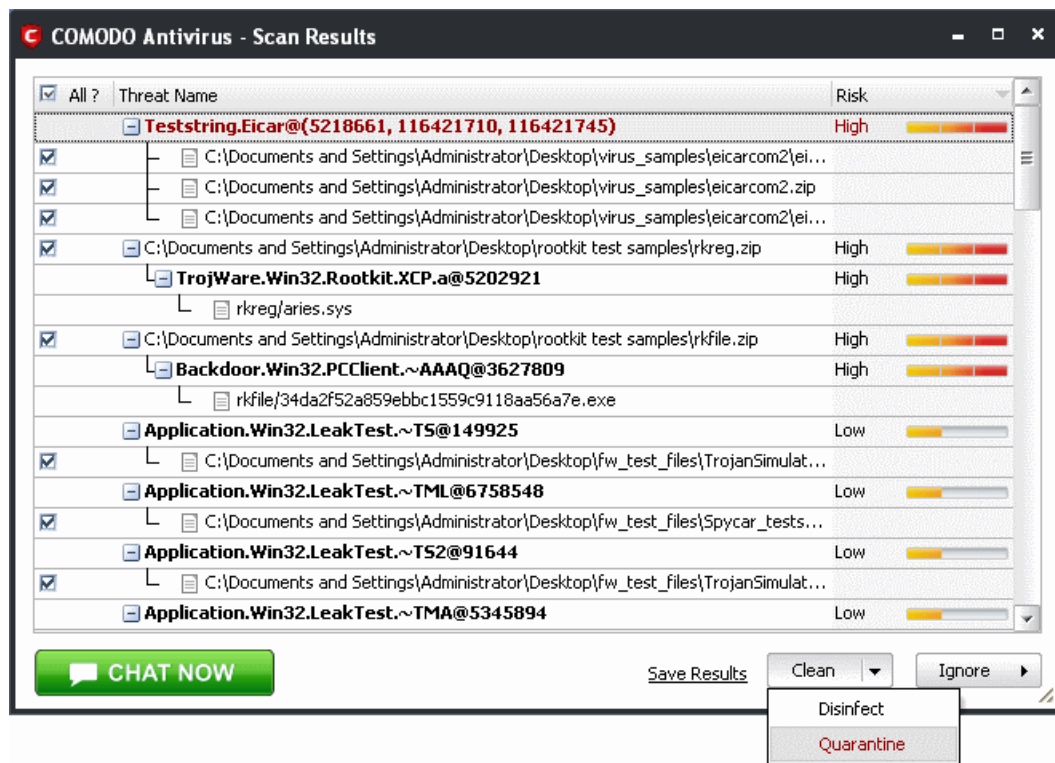 COMODO Antivirus - Scan Results
All ? Threat Name Risk
Teststring.Eicar@(5218661, 116421710, 116421745) High
C:\Documents and Settings\Administrator\Desktop\virus_samples\eicarcom2\ei...
C:\Documents and Settings\Administrator\Desktop\virus_samples\eicarcom2.zip
C:\Documents and Settings\Administrator\Desktop\virus_samples\eicarcom2\ei...
C:\Documents and Settings\Administrator\Desktop\rootkit test samples\rkreg.zip High
TrojWare.Win32.Rootkit.XCP.a@5202921 High
rkreg/aries.sys
C:\Documents and Settings\Administrator\Desktop\rootkit test samples\rkfile.zip High
Backdoor.Win32.PCClient.~AAAQ@3627809 High
rkfile/34da2f52a859ebbc1559c9118aa56a7e.exe
Application.Win32.LeakTest.~TS@149925 Low
C:\Documents and Settings\Administrator\Desktop\fw_test_files\TrojanSimulat...
Application.Win32.LeakTest.~TML@6758548 Low
C:\Documents and Settings\Administrator\Desktop\fw_test_files\Spycar_tests...
Application.Win32.LeakTest.~TS2@91644 Low
C:\Documents and Settings\Administrator\Desktop\fw_test_files\TrojanSimulat...
Application.Win32.LeakTest.~TMA@5345894 Low
CHAT NOW Save Results Clean Ignore
Disinfect
Quarantine